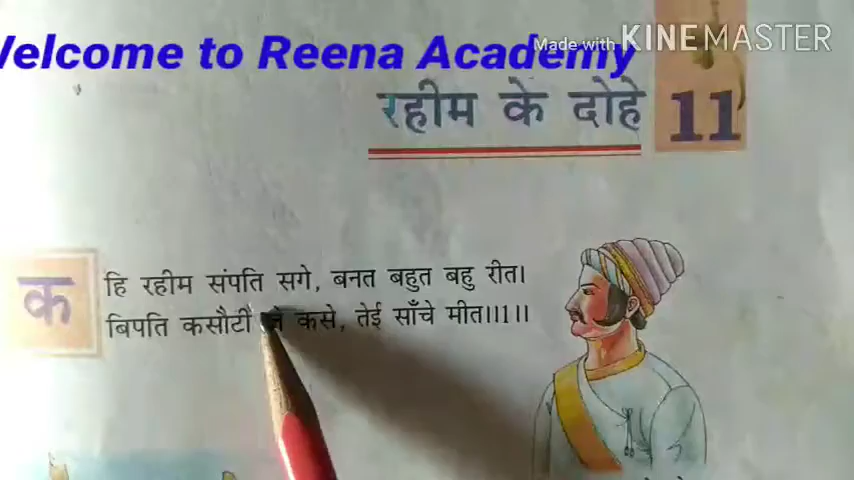 Welcome to Reena Academy
Made with KINEMASTER
रहीम के दोहे 11
कहि रहीम संपति सगे, बनत बहुत बहु रीत।
बिपति कसौटी कसे, तेई साँचे मीत।।1।।